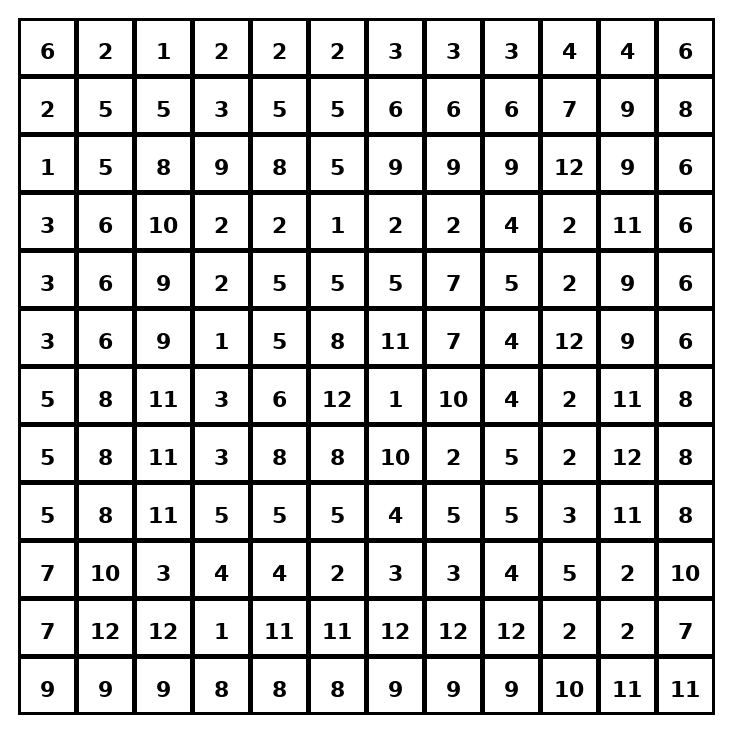 6 2 1 2 2 2 3 3 3 4 4 6
2 5 5 3 5 5 6 6 6 7 9 8
1 5 8 9 8 5 9 9 9 12 9 6
3 6 10 2 2 1 2 2 4 2 11 6
3 6 9 2 5 5 5 7 5 2 9 6
3 6 9 1 5 8 11 7 4 12 9 6
5 8 11 3 6 12 1 10 4 2 11 8
5 8 11 3 8 8 10 2 5 2 12 8
5 8 11 5 5 5 4 5 5 3 11 8
7 10 3 4 4 2 3 3 4 5 2 10
7 12 12 1 11 11 12 12 12 2 2 7
9 9 9 8 8 8 9 9 9 10 11 11